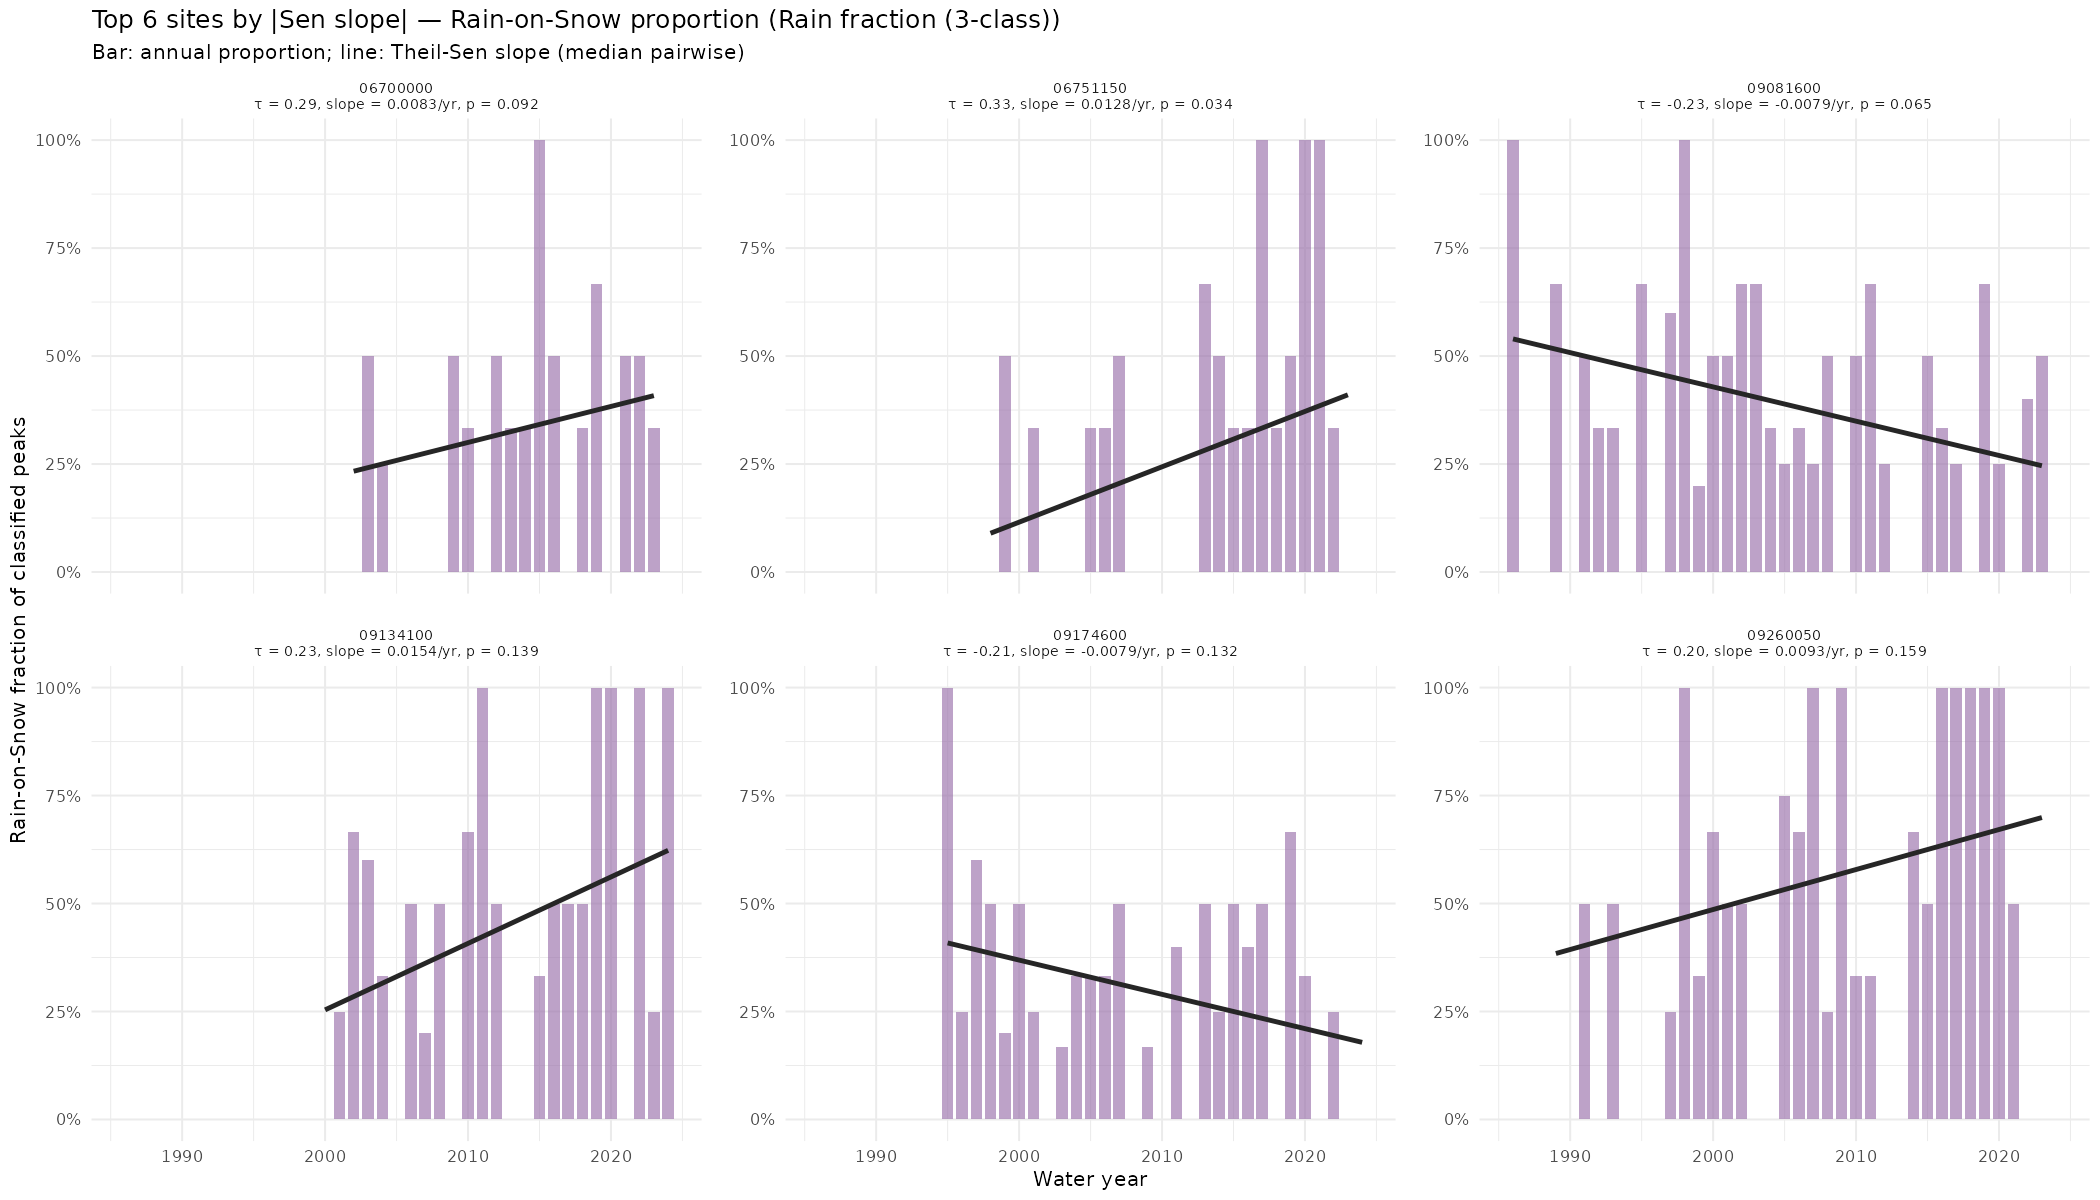 Top 6 sites by |Sen slope| — Rain-on-Snow proportion (Rain fraction (3-class))
Bar: annual proportion; line: Theil-Sen slope (median pairwise)
06700000
τ = 0.29, slope = 0.0083/yr, p = 0.092
06751150
τ = 0.33, slope = 0.0128/yr, p = 0.034
09081600
τ = -0.23, slope = -0.0079/yr, p = 0.065
100%
75%
50%
25%
0%
100%
75%
50%
25%
0%
100%
75%
50%
25%
0%
Rain-on-Snow fraction of classified peaks
09134100
τ = 0.23, slope = 0.0154/yr, p = 0.139
09174600
τ = -0.21, slope = -0.0079/yr, p = 0.132
09260050
τ = 0.20, slope = 0.0093/yr, p = 0.159
100%
75%
50%
25%
0%
100%
75%
50%
25%
0%
100%
75%
50%
25%
0%
1990 2000 2010 2020
1990 2000 2010 2020
1990 2000 2010 2020
Water year